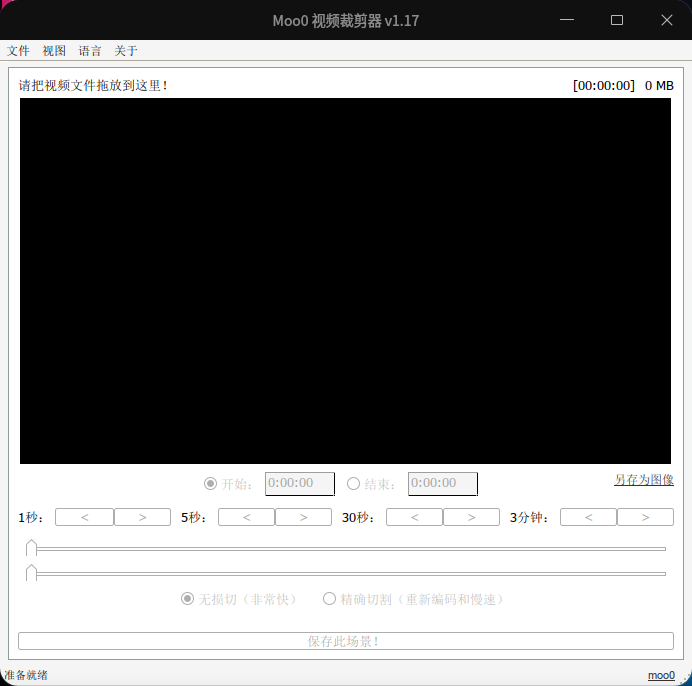 Moo0 视频裁剪器 v1.17
文件 视图 语言 关于
请把视频文件拖放到这里！ [00:00:00] 0 MB
开始： 0:00:00 结束： 0:00:00 另存为图像
1秒： < > 5秒： < > 30秒： < > 3分钟： < >
无损切（非常快） 精确切割（重新编码和慢速）
保存此场景！
准备就绪 moo0